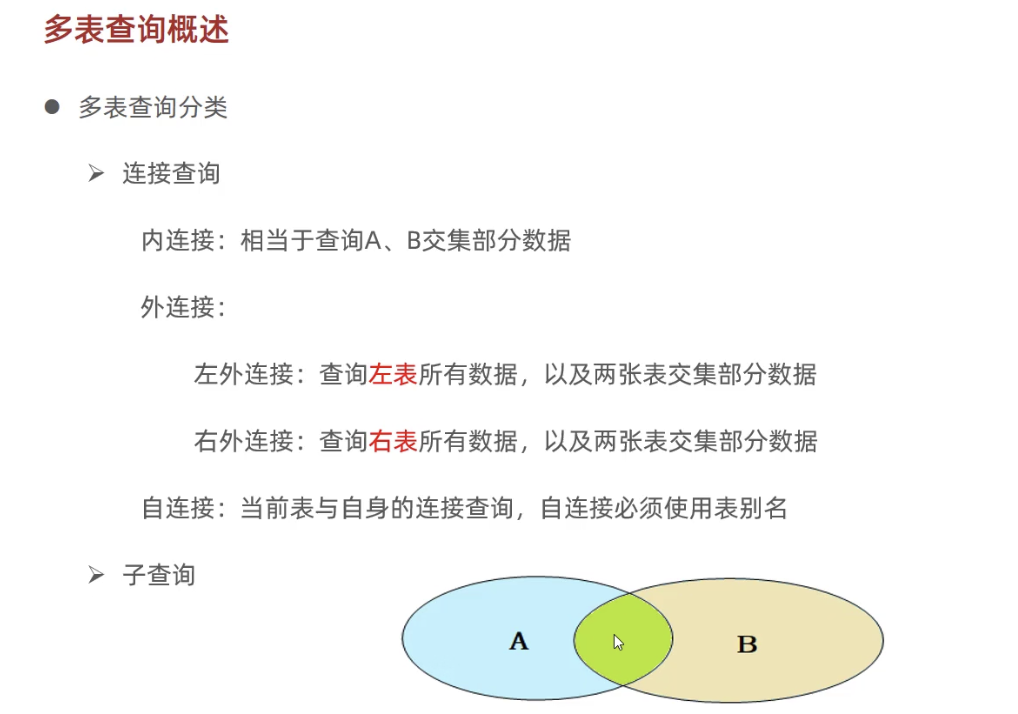 多表查询概述
多表查询分类
连接查询
内连接：相当于查询A、B交集部分数据
外连接：
左外连接：查询左表所有数据，以及两张表交集部分数据
右外连接：查询右表所有数据，以及两张表交集部分数据
自连接：当前表与自身的连接查询，自连接必须使用表别名
子查询
A
B